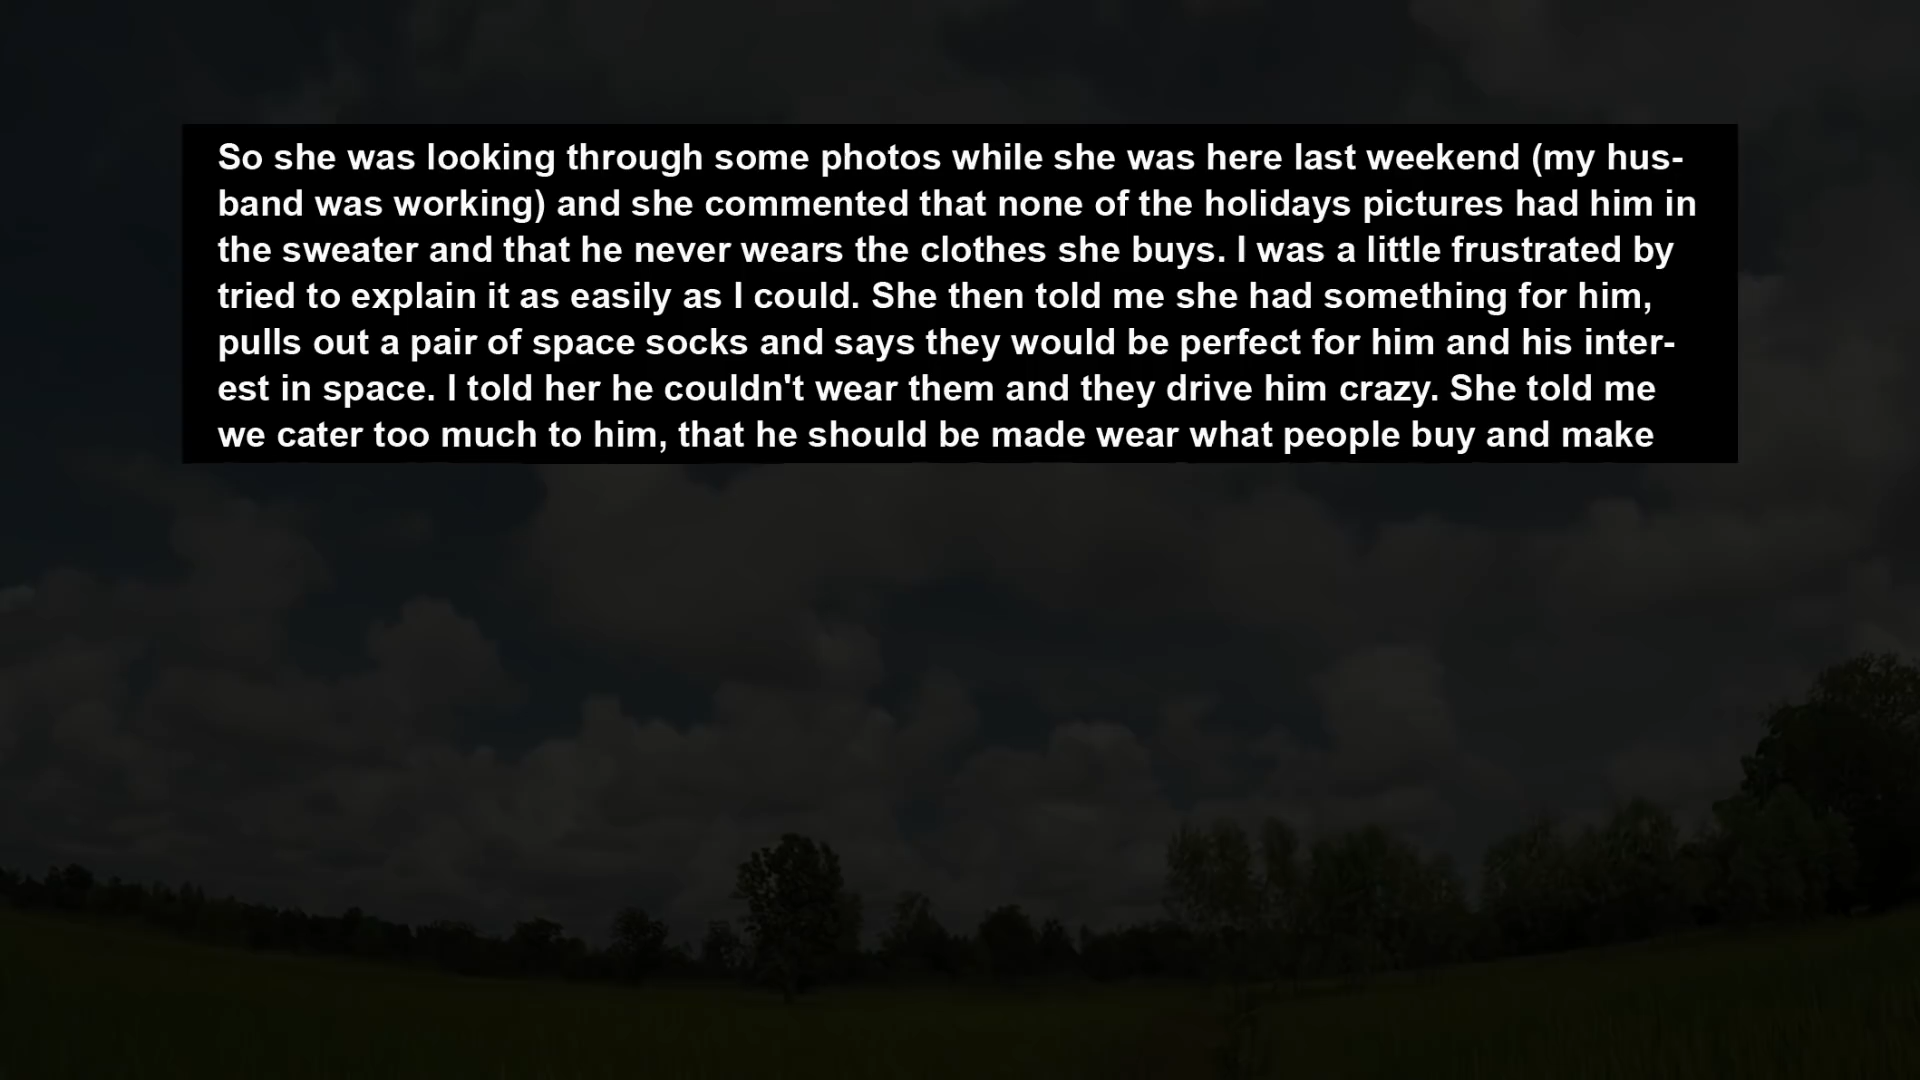 So she was looking through some photos while she was here last weekend (my hus-
band was working) and she commented that none of the holidays pictures had him in
the sweater and that he never wears the clothes she buys. I was a little frustrated by
tried to explain it as easily as I could. She then told me she had something for him,
pulls out a pair of space socks and says they would be perfect for him and his inter-
est in space. I told her he couldn't wear them and they drive him crazy. She told me
we cater too much to him, that he should be made wear what people buy and make